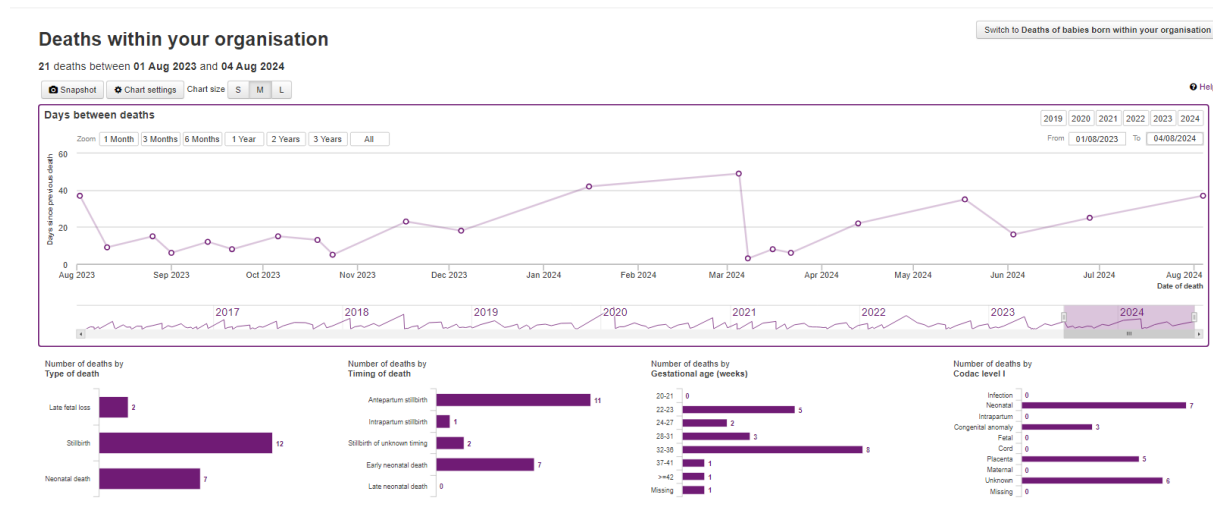 Switch to Deaths of babies born within your organisation
Deaths within your organisation
21 deaths between 01 Aug 2023 and 04 Aug 2024
Snapshot Chart settings Chart size S M L
Hel
Days between deaths
2019 2020 2021 2022 2023 2024
Zoom 1 Month 3 Months 6 Months 1 Year 2 Years 3 Years All
From 01/08/2023 To 04/08/2024
Days since previous death
60
40
20
0
Aug 2023 Sep 2023 Oct 2023 Nov 2023 Dec 2023 Jan 2024 Feb 2024 Mar 2024 Apr 2024 May 2024 Jun 2024 Jul 2024 Aug 2024
Date of death
2017 2018 2019 2020 2021 2022 2023 2024
Number of deaths by
Type of death
Late fetal loss 2
Stillbirth 12
Neonatal death 7
Number of deaths by
Timing of death
Antepartum stillbirth 11
Intrapartum stillbirth 1
Stillbirth of unknown timing 2
Early neonatal death 7
Late neonatal death 0
Number of deaths by
Gestational age (weeks)
20-21 0
22-23 5
24-27 2
28-31 3
32-36 8
37-41 1
>=42 1
Missing 1
Number of deaths by
Codac level I
Infection 0
Neonatal 7
Intrapartum 0
Congenital anomaly 3
Fetal 0
Cord 0
Placenta 5
Maternal 0
Unknown 6
Missing 0